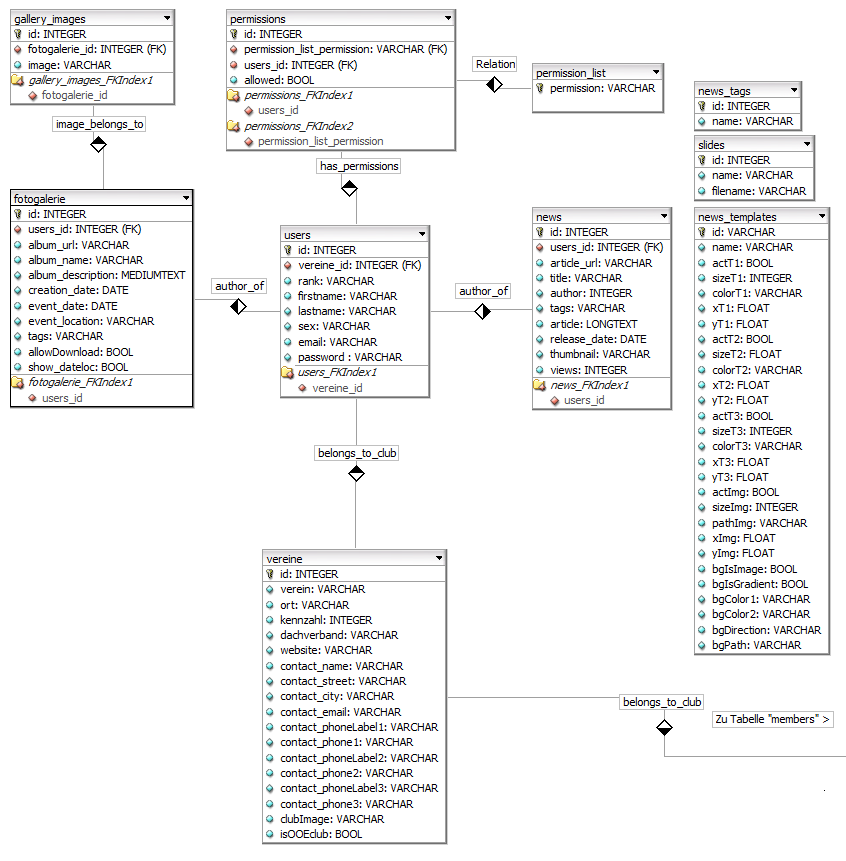 gallery_images
id: INTEGER
fotogalerie_id: INTEGER (FK)
image: VARCHAR
gallery_images_FKIndex1
fotogalerie_id
image_belongs_to
permissions
id: INTEGER
permission_list_permission: VARCHAR (FK)
users_id: INTEGER (FK)
allowed: BOOL
permissions_FKIndex1
users_id
permissions_FKIndex2
permission_list_permission
has_permissions
Relation
permission_list
permission: VARCHAR
news_tags
id: INTEGER
name: VARCHAR
slides
id: INTEGER
name: VARCHAR
filename: VARCHAR
fotogalerie
id: INTEGER
users_id: INTEGER (FK)
album_url: VARCHAR
album_name: VARCHAR
album_description: MEDIUMTEXT
creation_date: DATE
event_date: DATE
event_location: VARCHAR
tags: VARCHAR
allowDownload: BOOL
show_dateloc: BOOL
fotogalerie_FKIndex1
users_id
author_of
users
id: INTEGER
vereine_id: INTEGER (FK)
rank: VARCHAR
firstname: VARCHAR
lastname: VARCHAR
sex: VARCHAR
email: VARCHAR
password : VARCHAR
users_FKIndex1
vereine_id
author_of
news
id: INTEGER
users_id: INTEGER (FK)
article_url: VARCHAR
title: VARCHAR
author: INTEGER
tags: VARCHAR
article: LONGTEXT
release_date: DATE
thumbnail: VARCHAR
views: INTEGER
news_FKIndex1
users_id
news_templates
id: VARCHAR
name: VARCHAR
actT1: BOOL
sizeT1: INTEGER
colorT1: VARCHAR
xT1: FLOAT
yT1: FLOAT
actT2: BOOL
sizeT2: FLOAT
colorT2: VARCHAR
xT2: FLOAT
yT2: FLOAT
actT3: BOOL
sizeT3: INTEGER
colorT3: VARCHAR
xT3: FLOAT
yT3: FLOAT
actImg: BOOL
sizeImg: INTEGER
pathImg: VARCHAR
xImg: FLOAT
yImg: FLOAT
bgIsImage: BOOL
bgIsGradient: BOOL
bgColor1: VARCHAR
bgColor2: VARCHAR
bgDirection: VARCHAR
bgPath: VARCHAR
belongs_to_club
vereine
id: INTEGER
verein: VARCHAR
ort: VARCHAR
kennzahl: INTEGER
dachverband: VARCHAR
website: VARCHAR
contact_name: VARCHAR
contact_street: VARCHAR
contact_city: VARCHAR
contact_email: VARCHAR
contact_phoneLabel1: VARCHAR
contact_phone1: VARCHAR
contact_phoneLabel2: VARCHAR
contact_phone2: VARCHAR
contact_phoneLabel3: VARCHAR
contact_phone3: VARCHAR
clubImage: VARCHAR
isOOEclub: BOOL
belongs_to_club
Zu Tabelle "members" >